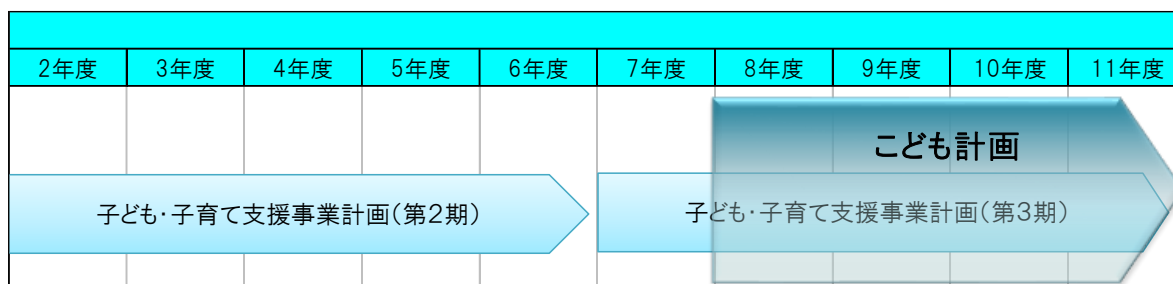 2年度 3年度 4年度 5年度 6年度 7年度 8年度 9年度 10年度 11年度
こども計画
子ども・子育て支援事業計画(第2期) 子ども・子育て支援事業計画(第3期)